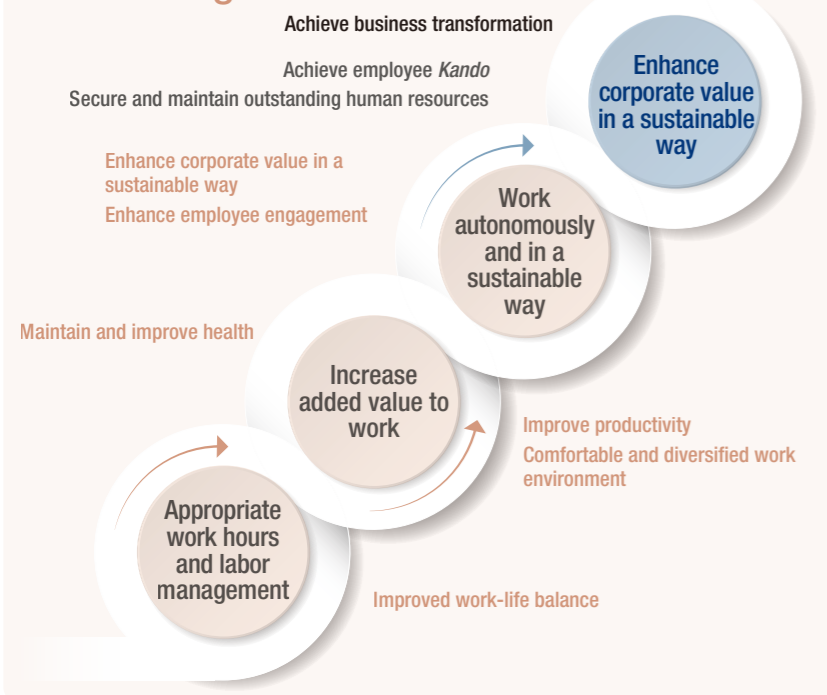 Achieve business transformation
Achieve employee Kando
Secure and maintain outstanding human resources
Enhance
corporate value
in a sustainable
way
Enhance corporate value in a
sustainable way
Enhance employee engagement
Work
autonomously
and in a
sustainable
way
Maintain and improve health
Increase
added value to
work
Improve productivity
Comfortable and diversified work
environment
Appropriate
work hours
and labor
management
Improved work-life balance